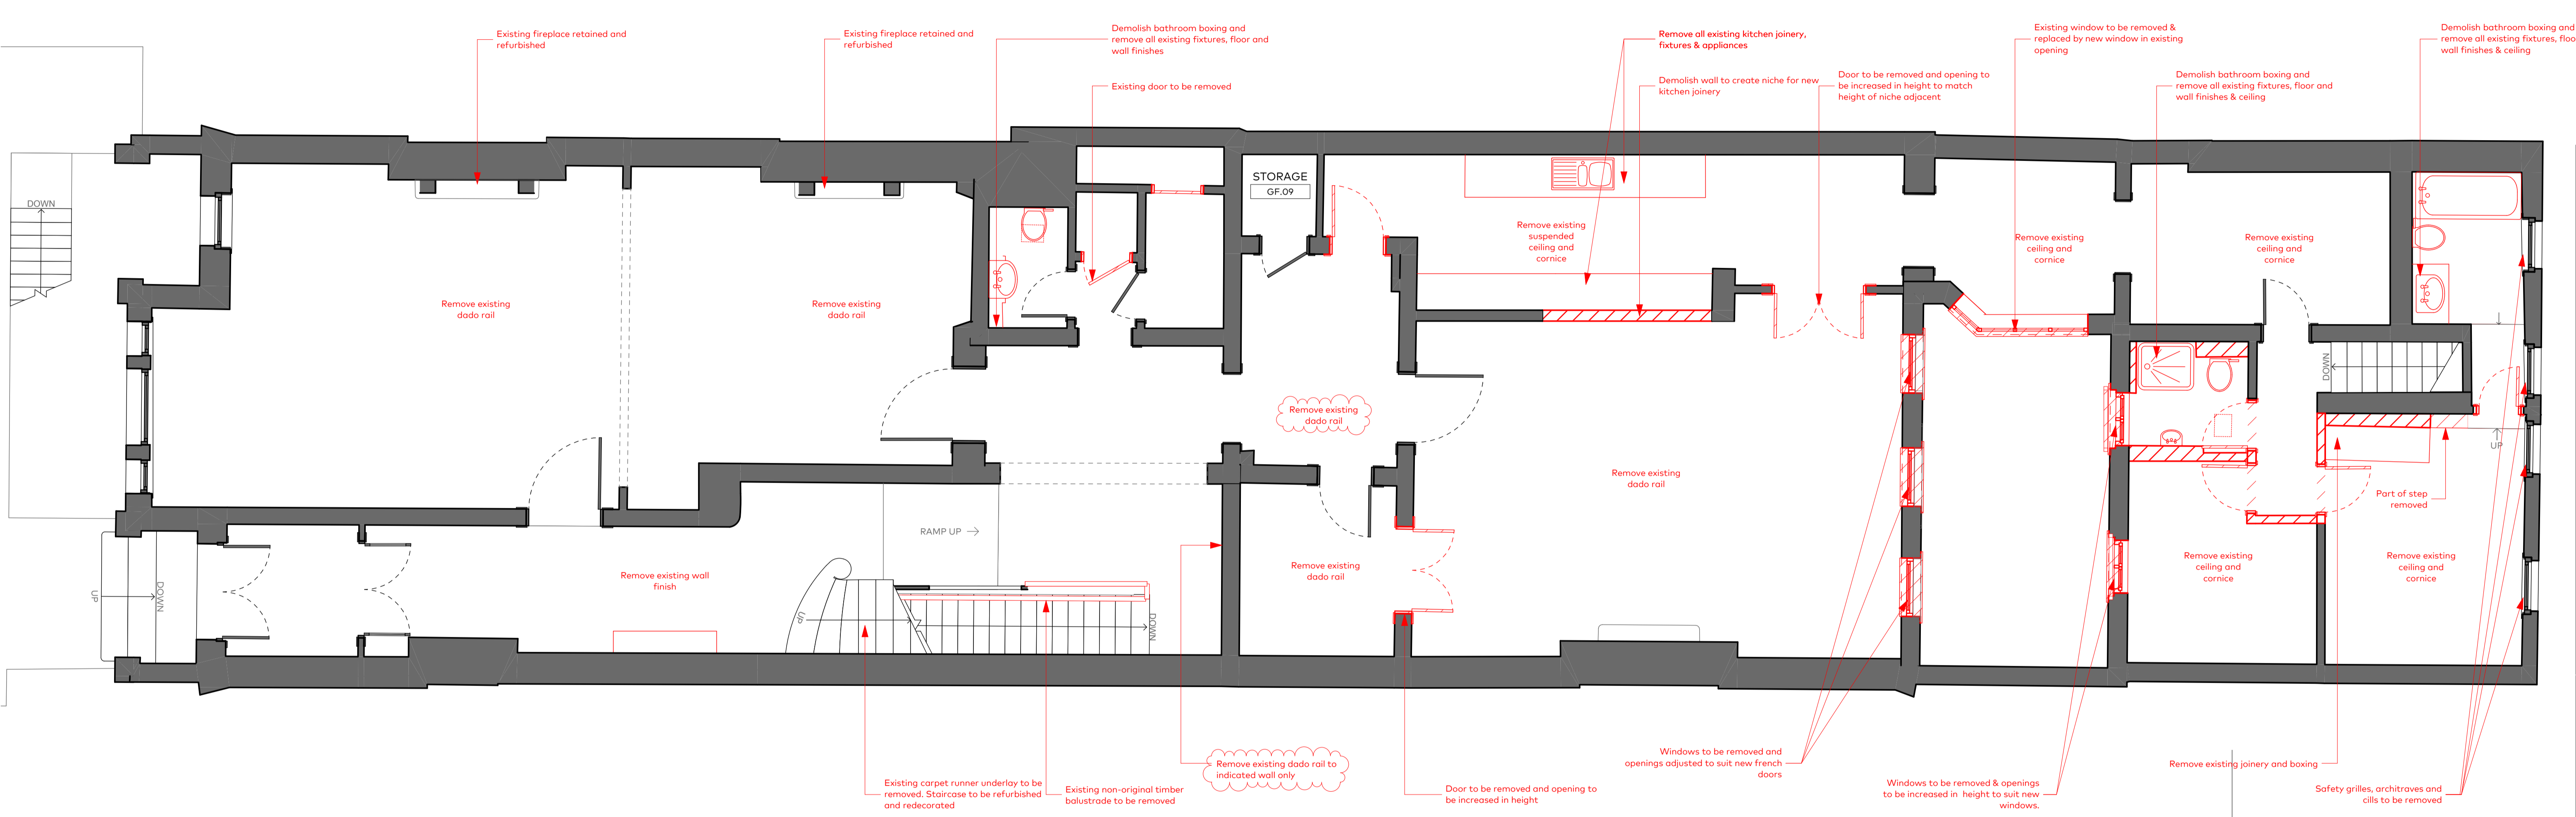 Existing fireplace retained and
refurbished
Existing fireplace retained and
refurbished
Demolish bathroom boxing and
remove all existing fixtures, floor and
wall finishes
Existing door to be removed
Remove all existing kitchen joinery,
fixtures & appliances
Demolish wall to create niche for new
kitchen joinery
Door to be removed and opening to
be increased in height to match
height of niche adjacent
Existing window to be removed &
replaced by new window in existing
opening
Demolish bathroom boxing and
remove all existing fixtures, floor and
wall finishes & ceiling
Demolish bathroom boxing and
remove all existing fixtures, floo
wall finishes & ceiling
DOWN
STORAGE
GF.09
Remove existing
suspended
ceiling and
cornice
Remove existing
ceiling and
cornice
Remove existing
ceiling and
cornice
Remove existing
dado rail
Remove existing
dado rail
DOWN
Remove existing
dado rail
UP
Remove existing
dado rail
Part of step
removed
RAMP UP
Remove existing
dado rail
Remove existing wall
finish
Remove existing
ceiling and
cornice
Remove existing
ceiling and
cornice
UP
DOWN
UP
DOWN
Existing carpet runner underlay to be
removed. Staircase to be refurbished
and redecorated
Existing non-original timber
balustrade to be removed
Remove existing dado rail to
indicated wall only
Door to be removed and opening to
be increased in height
Windows to be removed and
openings adjusted to suit new french
doors
Windows to be removed & openings
to be increased in height to suit new
windows.
Remove existing joinery and boxing
Safety grilles, architraves and
cills to be removed